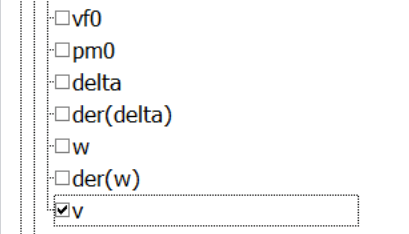 vf0
pm0
delta
der(delta)
w
der(w)
v